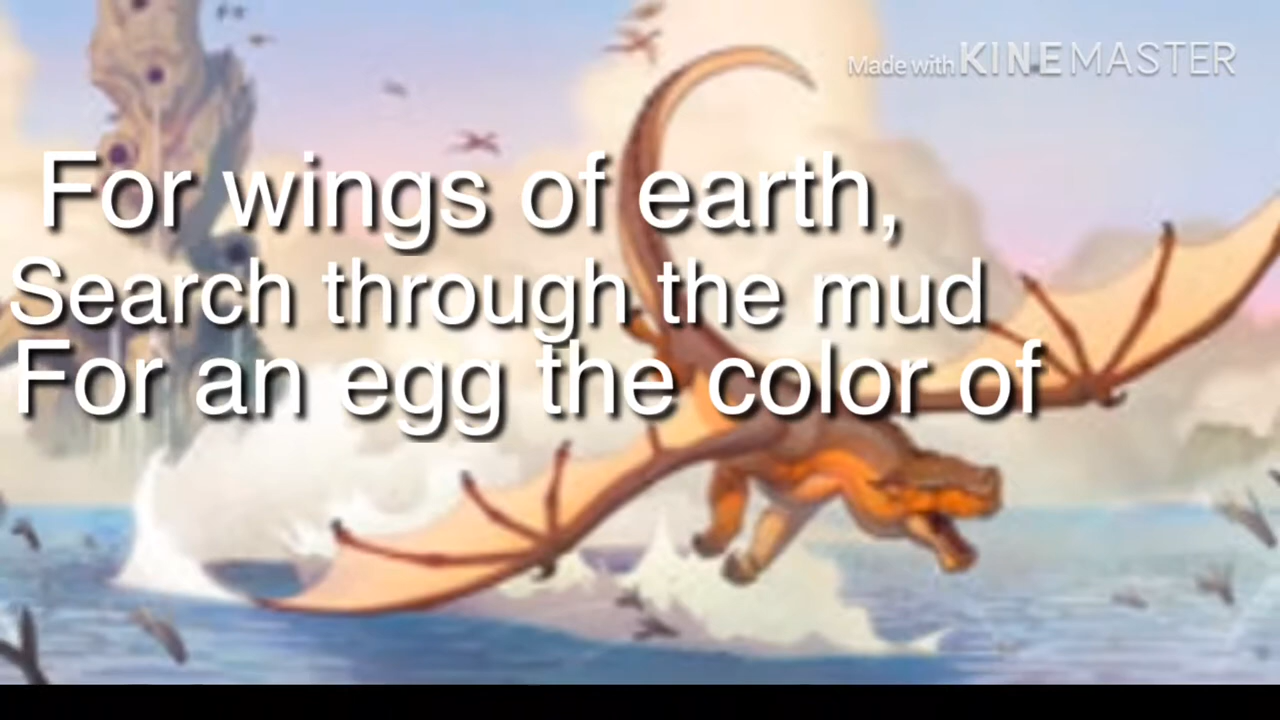 Made with KINEMASTER
For wings of earth,
Search through the mud
For an egg the color of